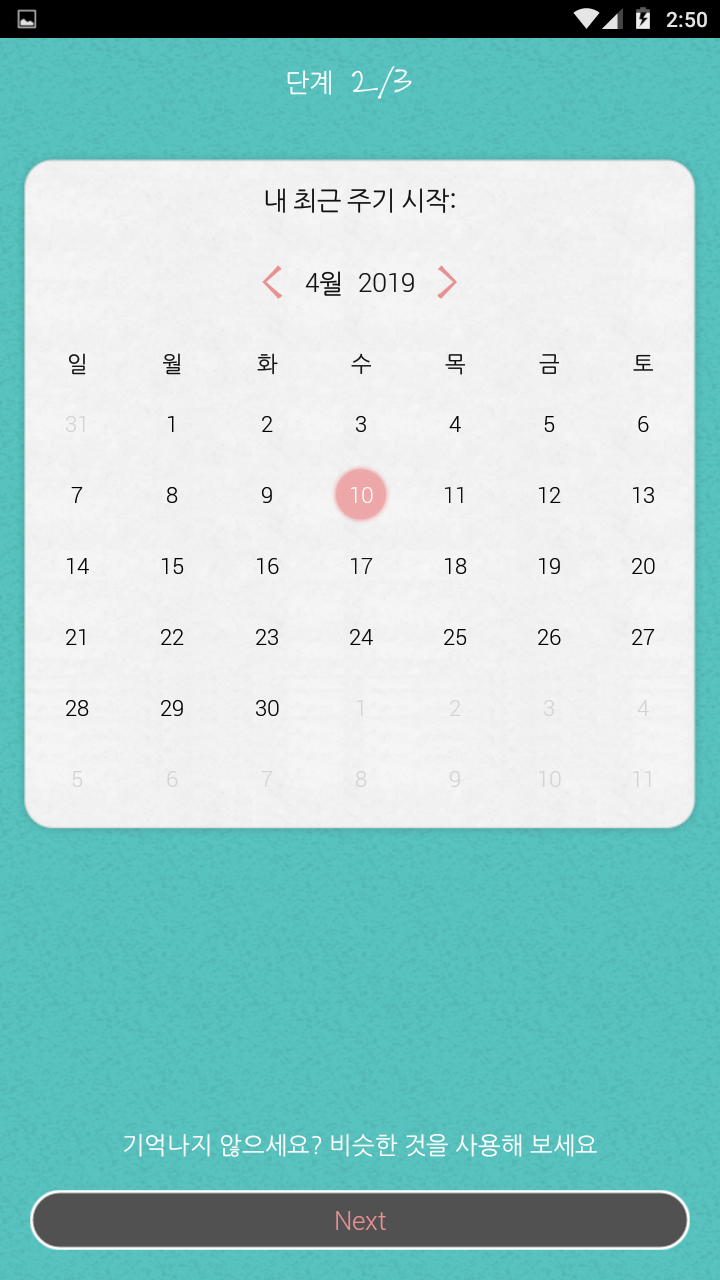 2:50
단계 2/3
내 최근 주기 시작:
4월 2019
일 월 화 수 목 금 토
31 1 2 3 4 5 6
7 8 9 10 11 12 13
14 15 16 17 18 19 20
21 22 23 24 25 26 27
28 29 30 1 2 3 4
5 6 7 8 9 10 11
기억나지 않으세요? 비슷한 것을 사용해 보세요
Next